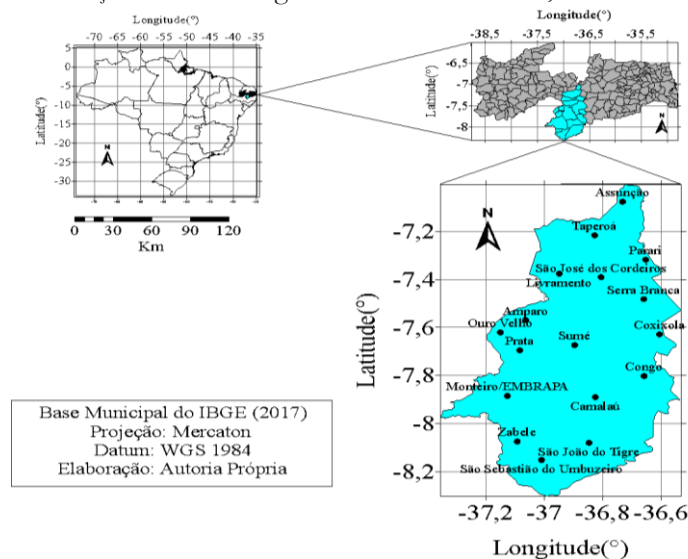 Longitude(°)
-70 -65 -60 -55 -50 -45 -40 -35
5
0
-5
-10
-15
-20
-25
-30
Latitude(°)
N
0 30 60 90 120
Km
Longitude(°)
-38,5 -37,5 -36,5 -35,5
-6,5
-7
-7,5
-8
Latitude(°)
N
Assunção
Taperoá
Parari
São José dos Cordeiros
Livramento
Serra Branca
Amparo
Ouro Velho
Coxixola
Prata
Sumé
Congo
Monteiro/EMBRAPA
Camalaú
Zabele
São João do Tigre
São Sebastião do Umbuzeiro
N
-7,2
-7,4
-7,6
-7,8
-8
-8,2
Latitude(°)
-37,2 -37 -36,8 -36,6
Longitude(°)
Base Municipal do IBGE (2017)
Projeção: Mercaton
Datum: WGS 1984
Elaboração: Autoria Própria